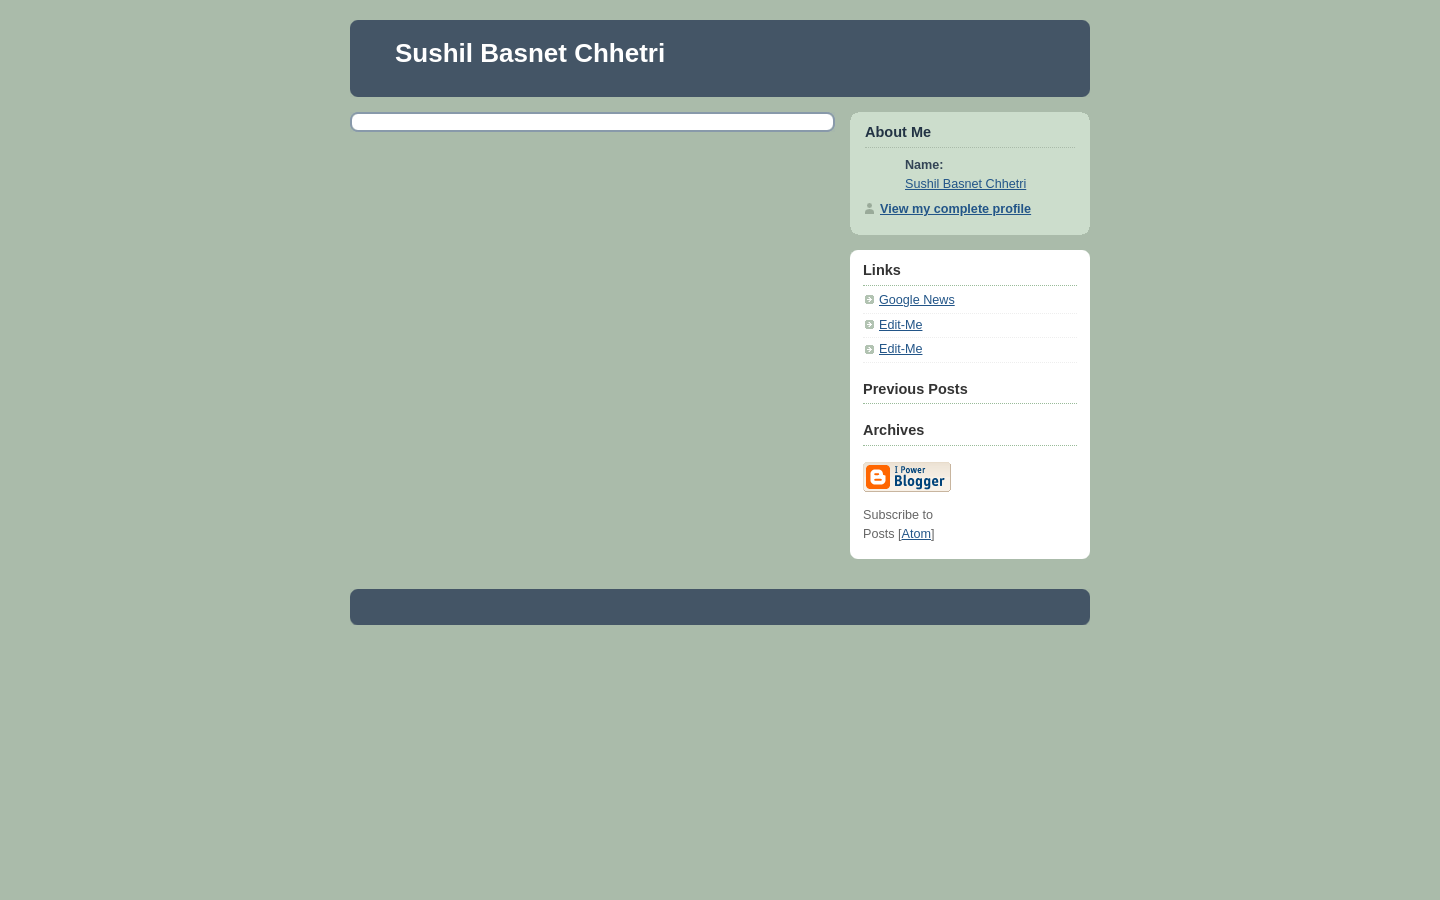 Sushil Basnet Chhetri
About Me
Name:
Sushil Basnet Chhetri
View my complete profile
Links
Google News
Edit-Me
Edit-Me
Previous Posts
Archives
I Power
Blogger
Subscribe to
Posts [Atom]